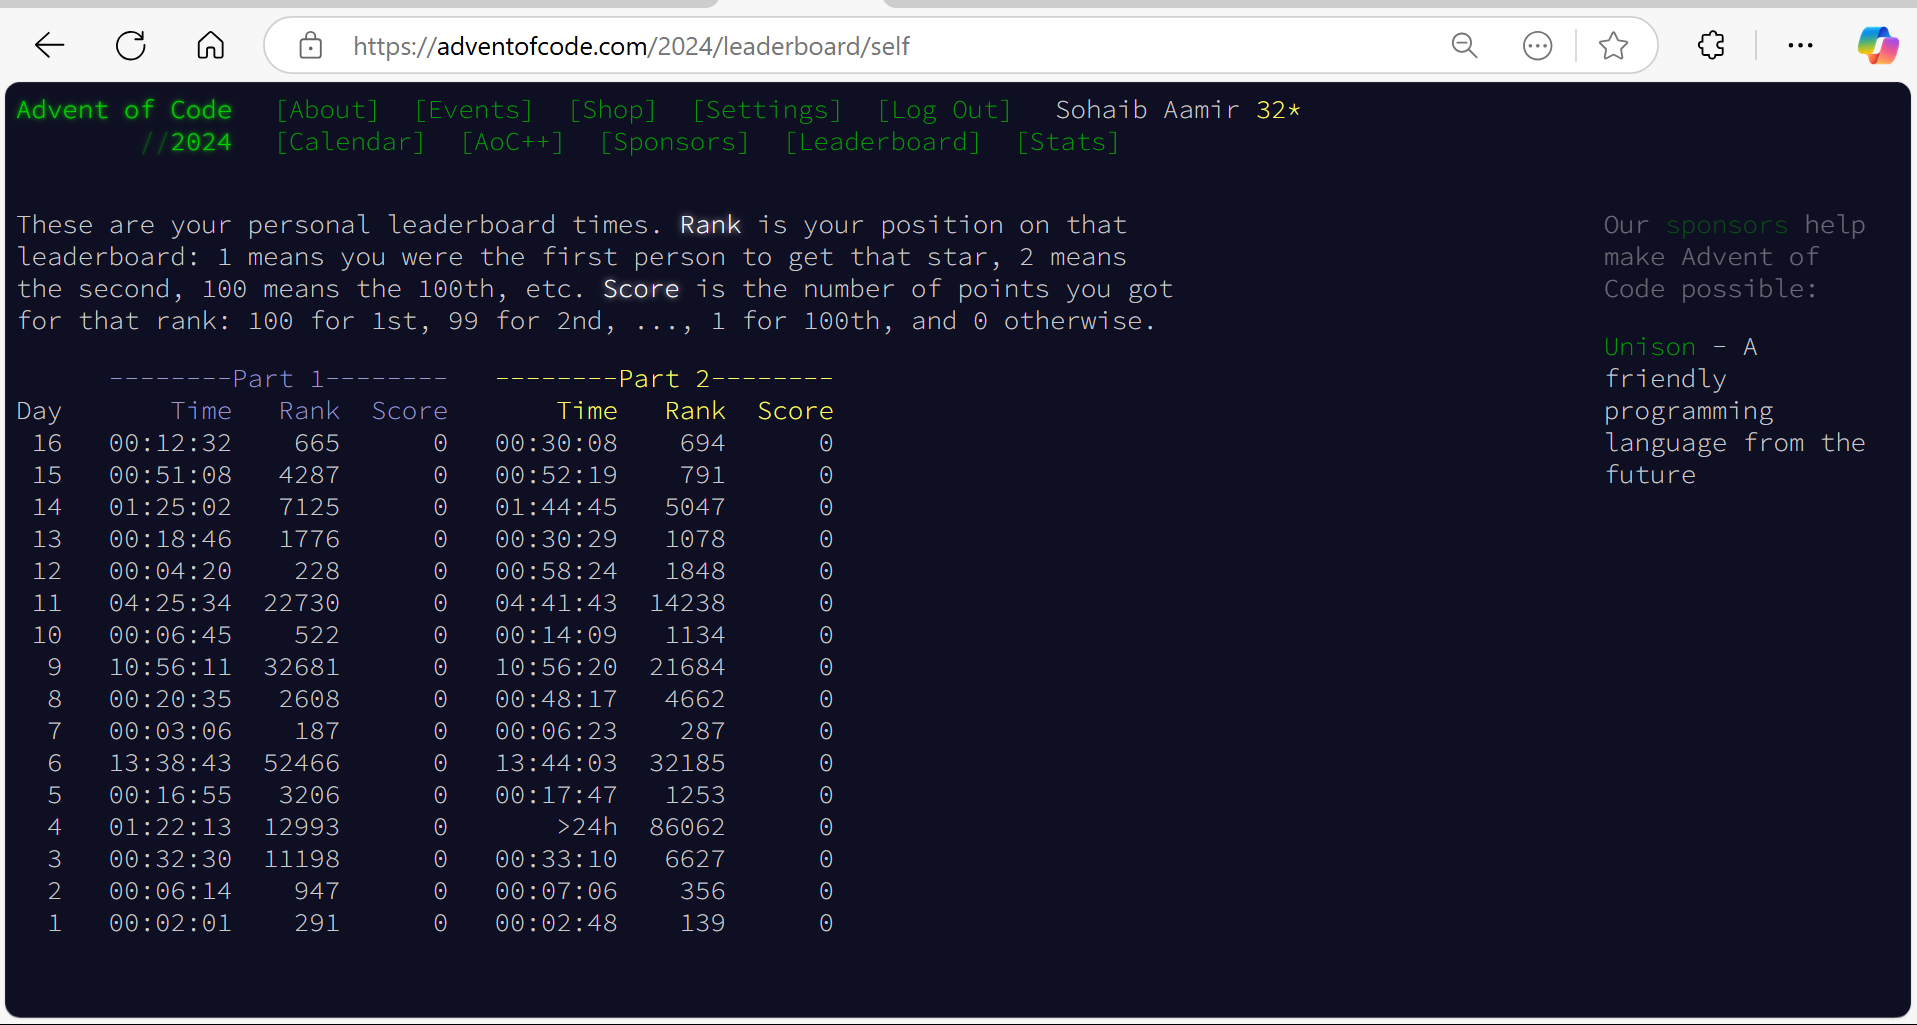 https://adventofcode.com/2024/leaderboard/self
Advent of Code [About] [Events] [Shop] [Settings] [Log Out] Sohaib Aamir 32*
//2024 [Calendar] [AoC++] [Sponsors] [Leaderboard] [Stats]
These are your personal leaderboard times. Rank is your position on that
leaderboard: 1 means you were the first person to get that star, 2 means
the second, 100 means the 100th, etc. Score is the number of points you got
for that rank: 100 for 1st, 99 for 2nd, ..., 1 for 100th, and 0 otherwise.
--------Part 1-------- --------Part 2--------
Day Time Rank Score Time Rank Score
16 00:12:32 665 0 00:30:08 694 0
15 00:51:08 4287 0 00:52:19 791 0
14 01:25:02 7125 0 01:44:45 5047 0
13 00:18:46 1776 0 00:30:29 1078 0
12 00:04:20 228 0 00:58:24 1848 0
11 04:25:34 22730 0 04:41:43 14238 0
10 00:06:45 522 0 00:14:09 1134 0
9 10:56:11 32681 0 10:56:20 21684 0
8 00:20:35 2608 0 00:48:17 4662 0
7 00:03:06 187 0 00:06:23 287 0
6 13:38:43 52466 0 13:44:03 32185 0
5 00:16:55 3206 0 00:17:47 1253 0
4 01:22:13 12993 0 >24h 86062 0
3 00:32:30 11198 0 00:33:10 6627 0
2 00:06:14 947 0 00:07:06 356 0
1 00:02:01 291 0 00:02:48 139 0
Our sponsors help
make Advent of
Code possible:
Unison - A
friendly
programming
language from the
future